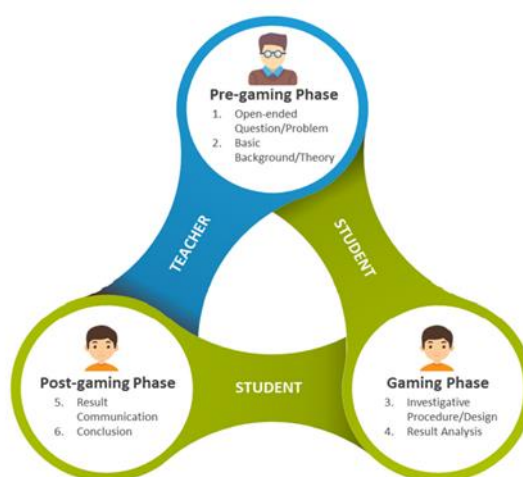 Pre-gaming Phase
1. Open-ended
Question/Problem
2. Basic
Background/Theory
TEACHER
STUDENT
Post-gaming Phase
5. Result
Communication
6. Conclusion
STUDENT
Gaming Phase
3. Investigative
Procedure/Design
4. Result Analysis